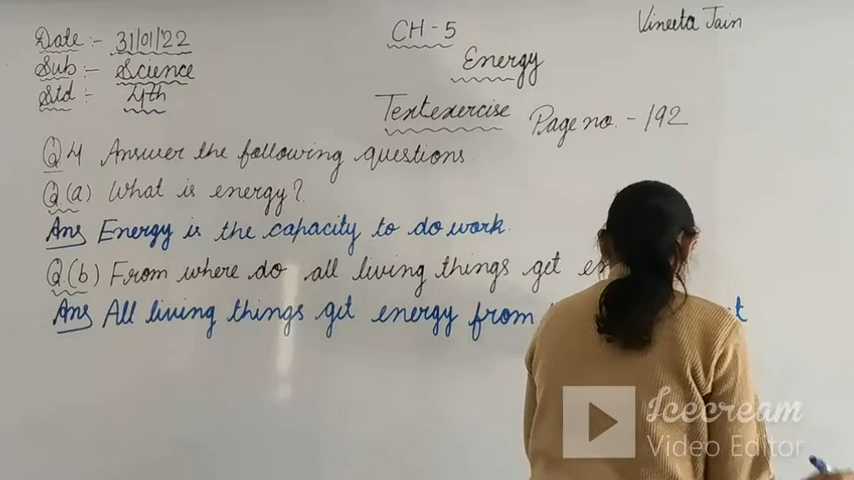 Vineeta Jain
Date :- 31/01/22
CH - 5
Sub :- Science
Energy
Std :- 4th
Textexercise Page no. - 192
Q4 Answer the following questions.
Q(a) What is energy?
Ans Energy is the capacity to do work.
Q(b) From where do all living things get
Ans All living things get energy from
Icecream
Video Editor